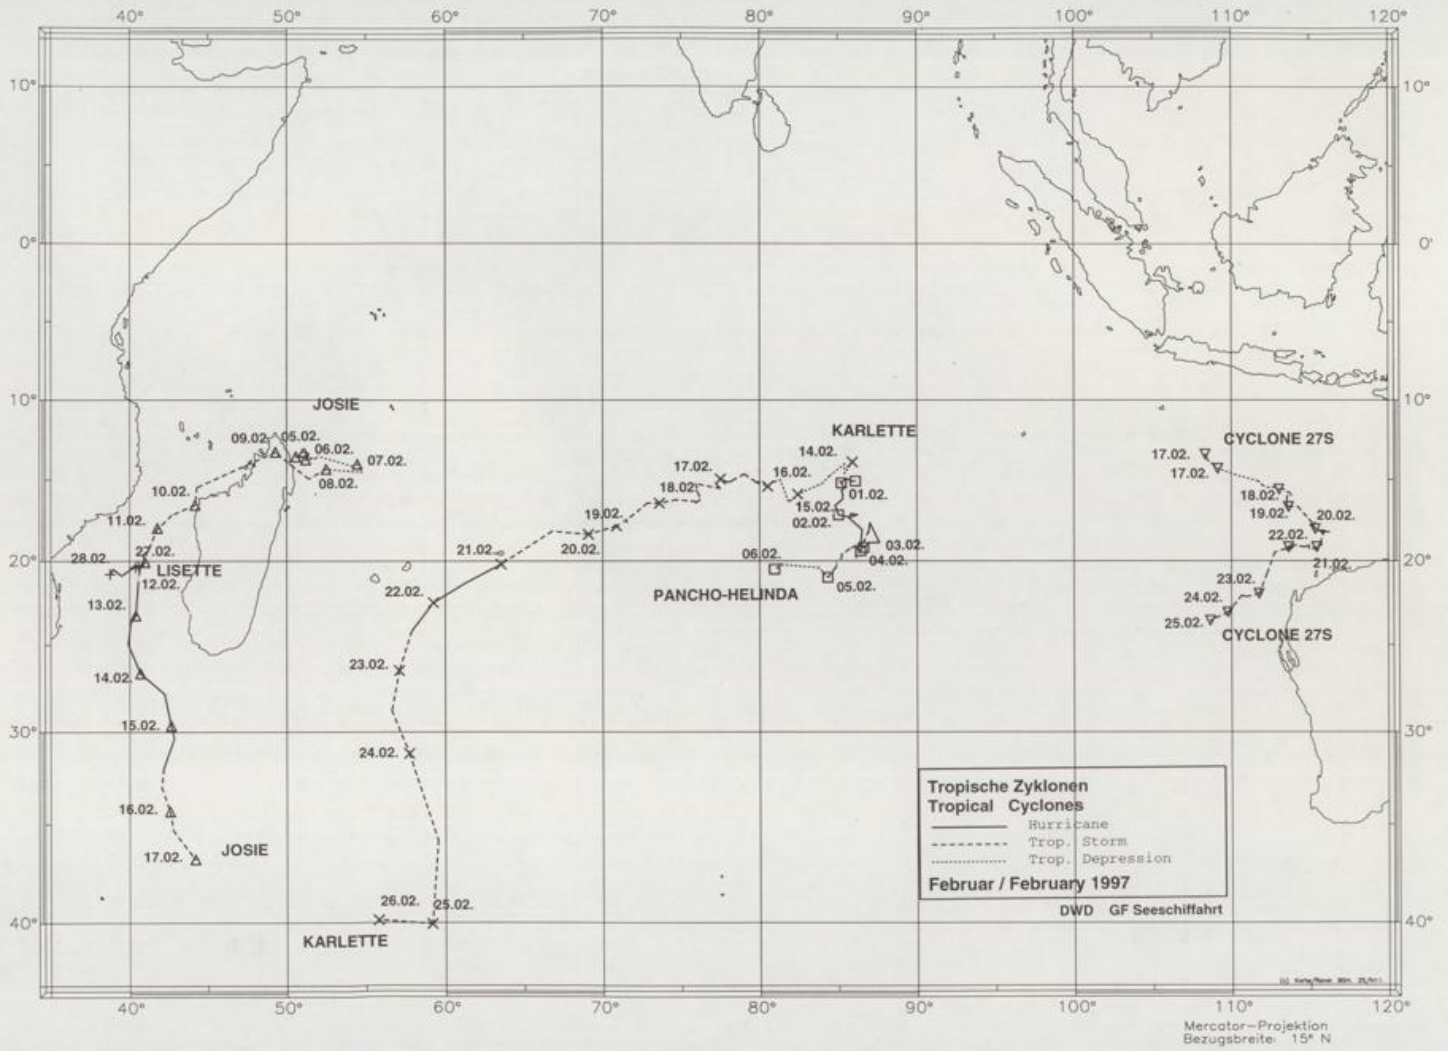 40° 50° 60° 70° 80° 90° 100° 110° 120°
10° 10°
0° 0'
10° 10°
JOSIE
KARLETTE
CYCLONE 27S
09.02. 05.02.
06.02.
07.02.
08.02.
10.02.
11.02.
27.02.
28.02.
LISETTE
12.02.
13.02.
14.02.
15.02.
16.02.
17.02.
JOSIE
14.02.
17.02.
16.02.
18.02.
15.02.
19.02.
20.02.
21.02.
22.02.
23.02.
24.02.
26.02.
25.02.
KARLETTE
01.02.
02.02.
03.02.
04.02.
06.02.
05.02.
PANCHO-HELINDA
17.02.
17.02.
18.02.
19.02.
20.02.
22.02.
21.02.
23.02.
24.02.
25.02.
CYCLONE 27S
20° 20°
30° 30°
40° 40°
Tropische Zyklonen
Tropical Cyclones
Hurricane
Trop. Storm
Trop. Depression
Februar / February 1997
DWD GF Seeschiffahrt
40° 50° 60° 70° 80° 90° 100° 110° 120°
Mercator-Projektion
Bezugsbreite: 15° N